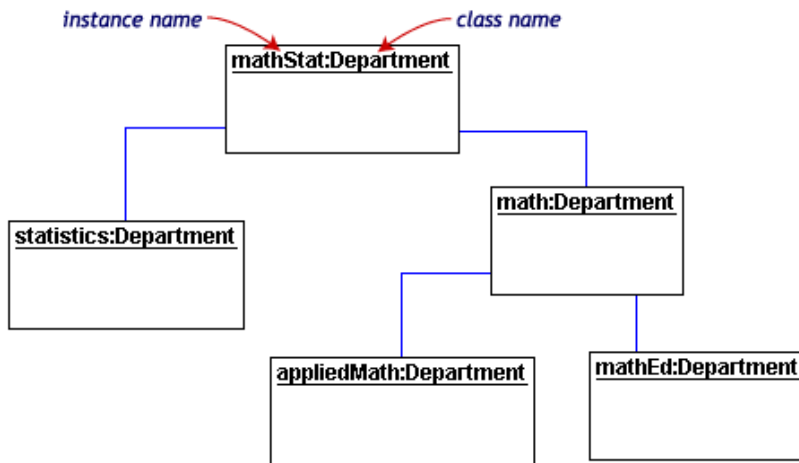 instance name
class name
mathStat:Department
math:Department
statistics:Department
appliedMath:Department
mathEd:Department